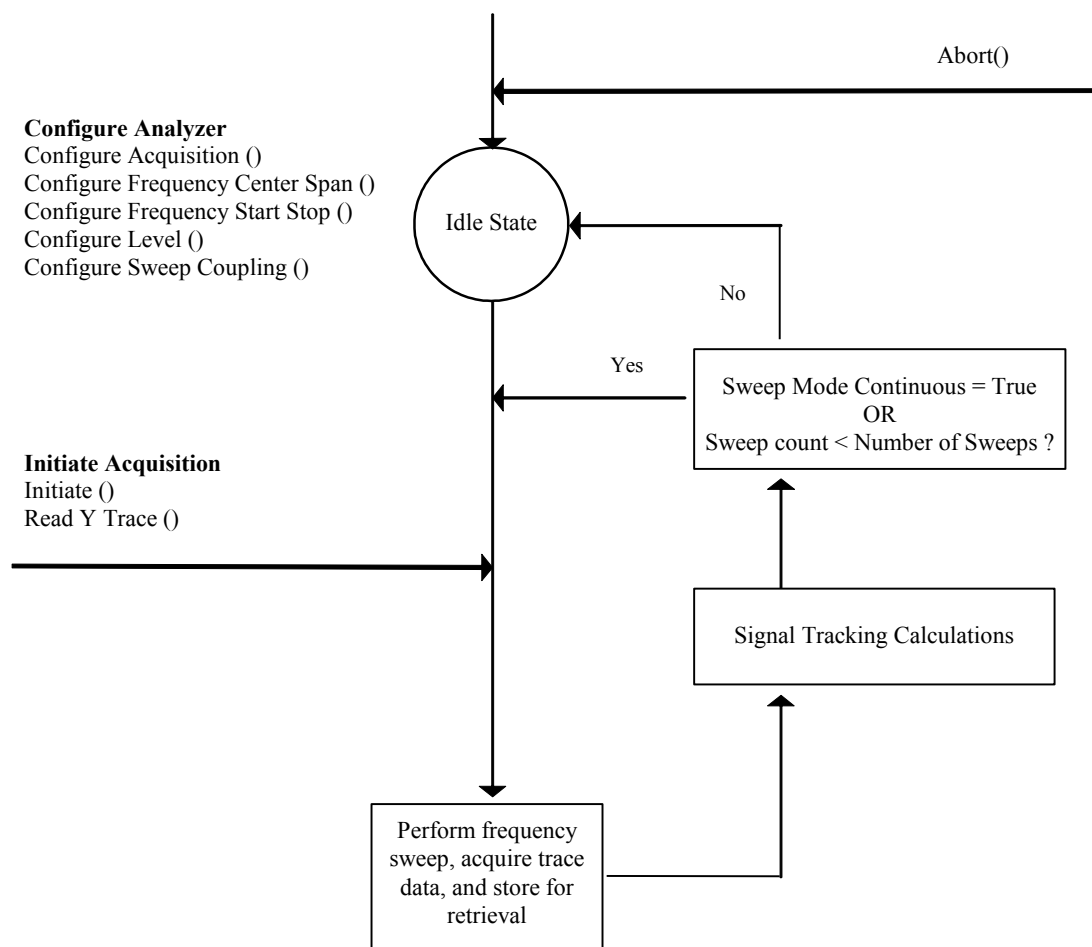 Abort()
Configure Analyzer
Configure Acquisition ()
Configure Frequency Center Span ()
Configure Frequency Start Stop ()
Configure Level ()
Configure Sweep Coupling ()
Idle State
No
Yes
Sweep Mode Continuous = True
OR
Sweep count < Number of Sweeps ?
Initiate Acquisition
Initiate ()
Read Y Trace ()
Signal Tracking Calculations
Perform frequency
sweep, acquire trace
data, and store for
retrieval